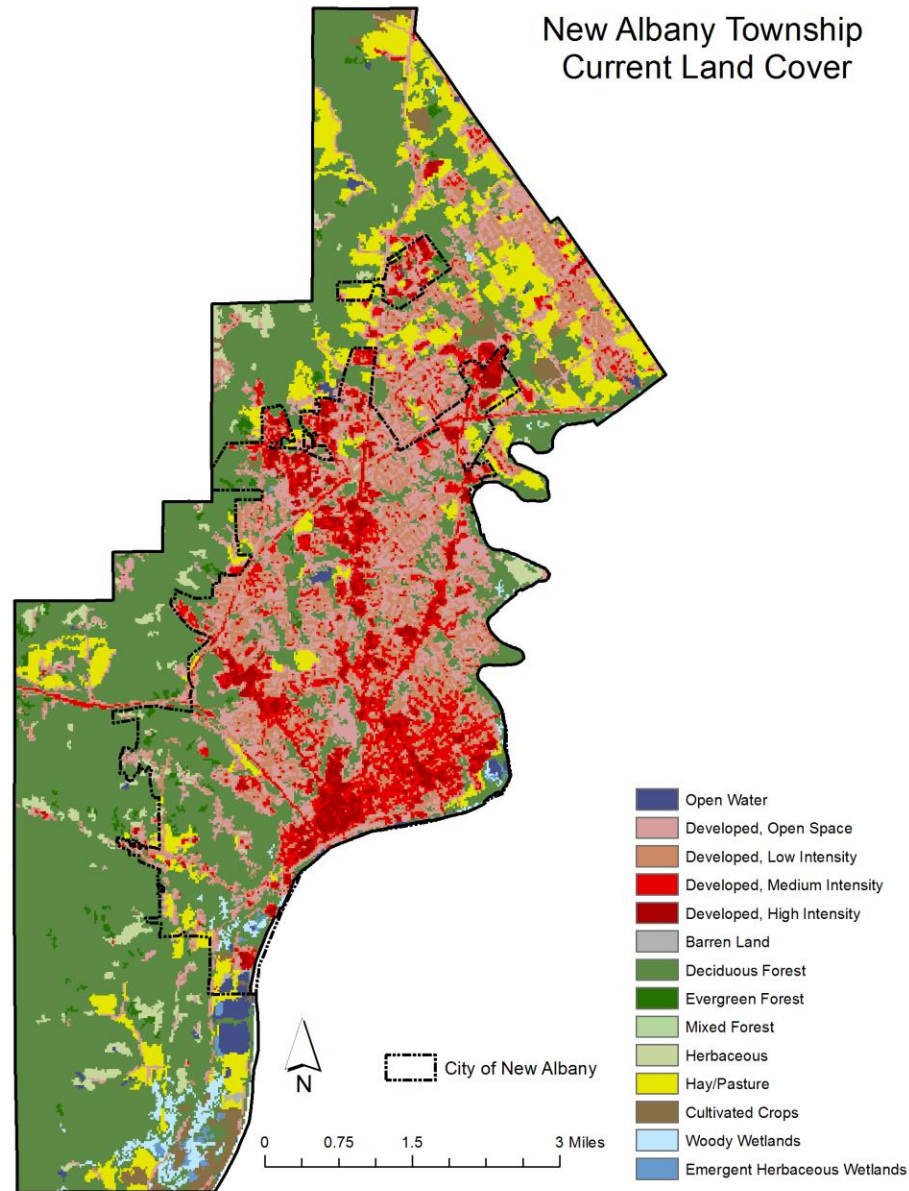 New Albany Township
Current Land Cover
Open Water
Developed, Open Space
Developed, Low Intensity
Developed, Medium Intensity
Developed, High Intensity
Barren Land
Deciduous Forest
Evergreen Forest
Mixed Forest
Herbaceous
Hay/Pasture
Cultivated Crops
Woody Wetlands
Emergent Herbaceous Wetlands
N
City of New Albany
0 0.75 1.5 3 Miles